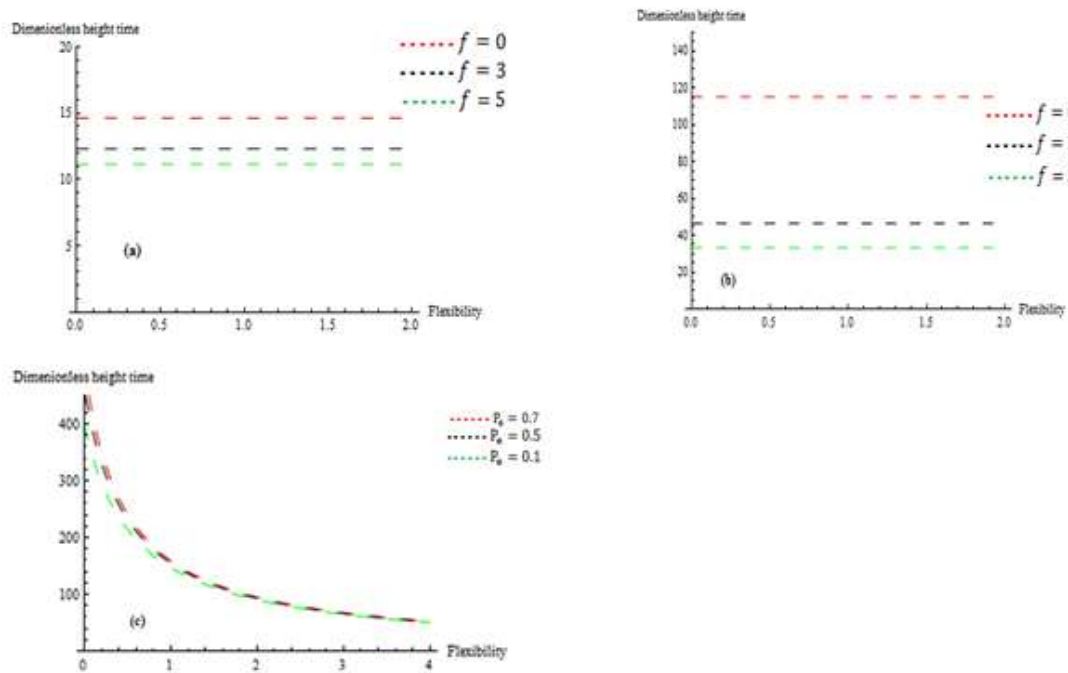 Dimenionless height time
20
15
10
5
0.0 0.5 1.0 1.5 2.0
Flexibility
(a)
f = 0
f = 3
f = 5
Dimenionless height time
140
120
100
80
60
40
20
0.0 0.5 1.0 1.5 2.0
Flexibility
(b)
f =
f =
f =
Dimenionless height time
400
300
200
100
0 1 2 3 4
Flexibility
(c)
Pₑ = 0.7
Pₑ = 0.5
Pₑ = 0.1